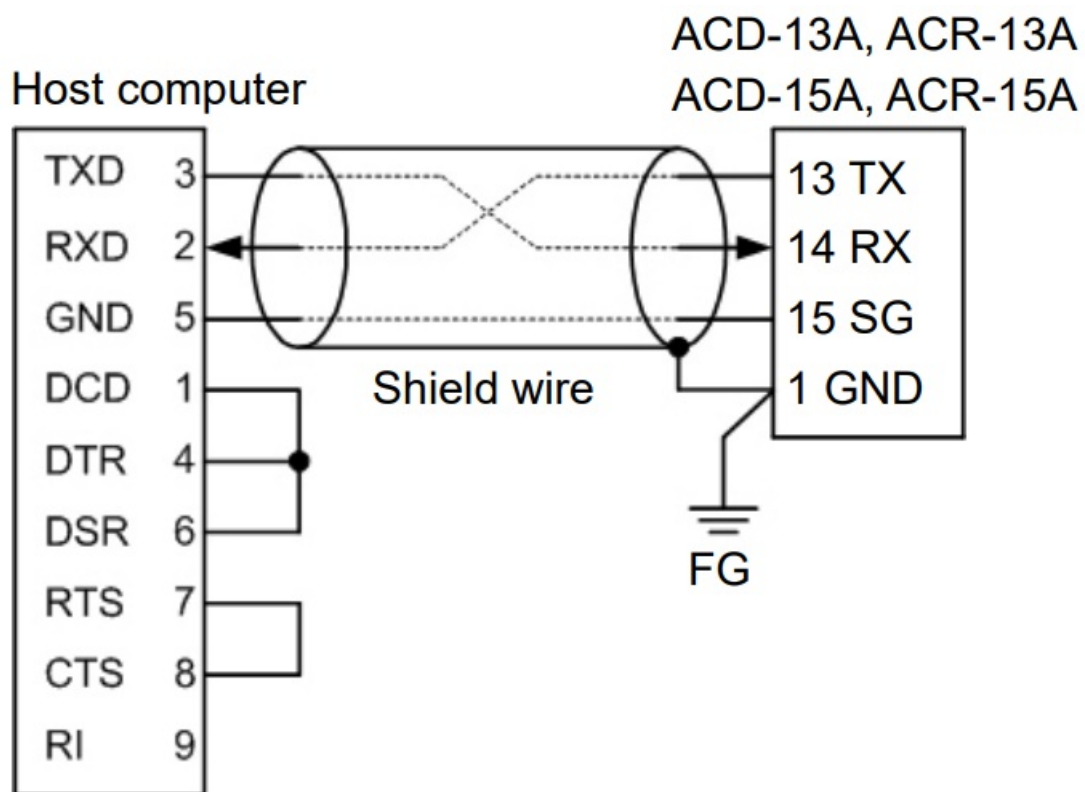 ACD-13A, ACR-13A
Host computer
ACD-15A, ACR-15A
TXD 3
13 TX
RXD 2
14 RX
GND 5
15 SG
DCD 1
Shield wire
1 GND
DTR 4
DSR 6
FG
RTS 7
CTS 8
RI 9